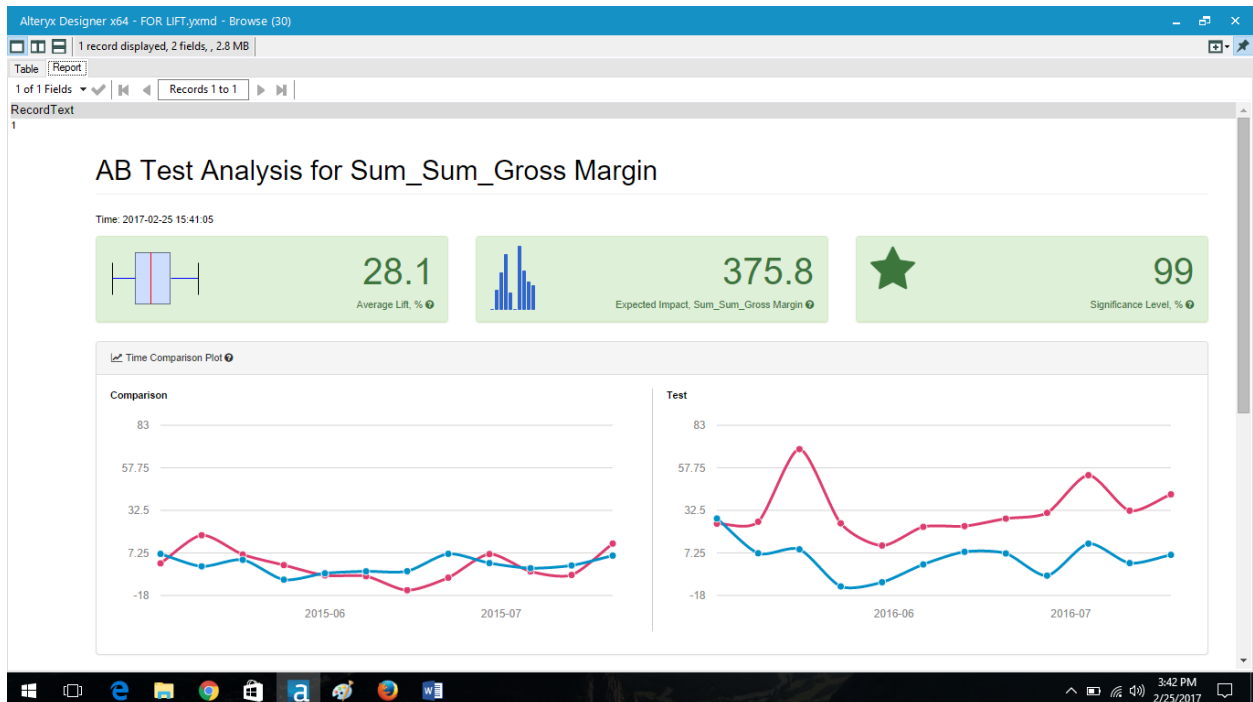 Alteryx Designer x64 - FOR LIFT.yxmd - Browse (30)
1 record displayed, 2 fields, , 2.8 MB
Table Report
1 of 1 Fields Records 1 to 1
RecordText
1
AB Test Analysis for Sum_Sum_Gross Margin
Time: 2017-02-25 15:41:05
28.1
Average Lift, %
375.8
Expected Impact, Sum_Sum_Gross Margin
99
Significance Level, %
Time Comparison Plot
Comparison
83
57.75
32.5
7.25
-18
2015-06 2015-07
Test
83
57.75
32.5
7.25
-18
2016-06 2016-07
3:42 PM
2/25/2017